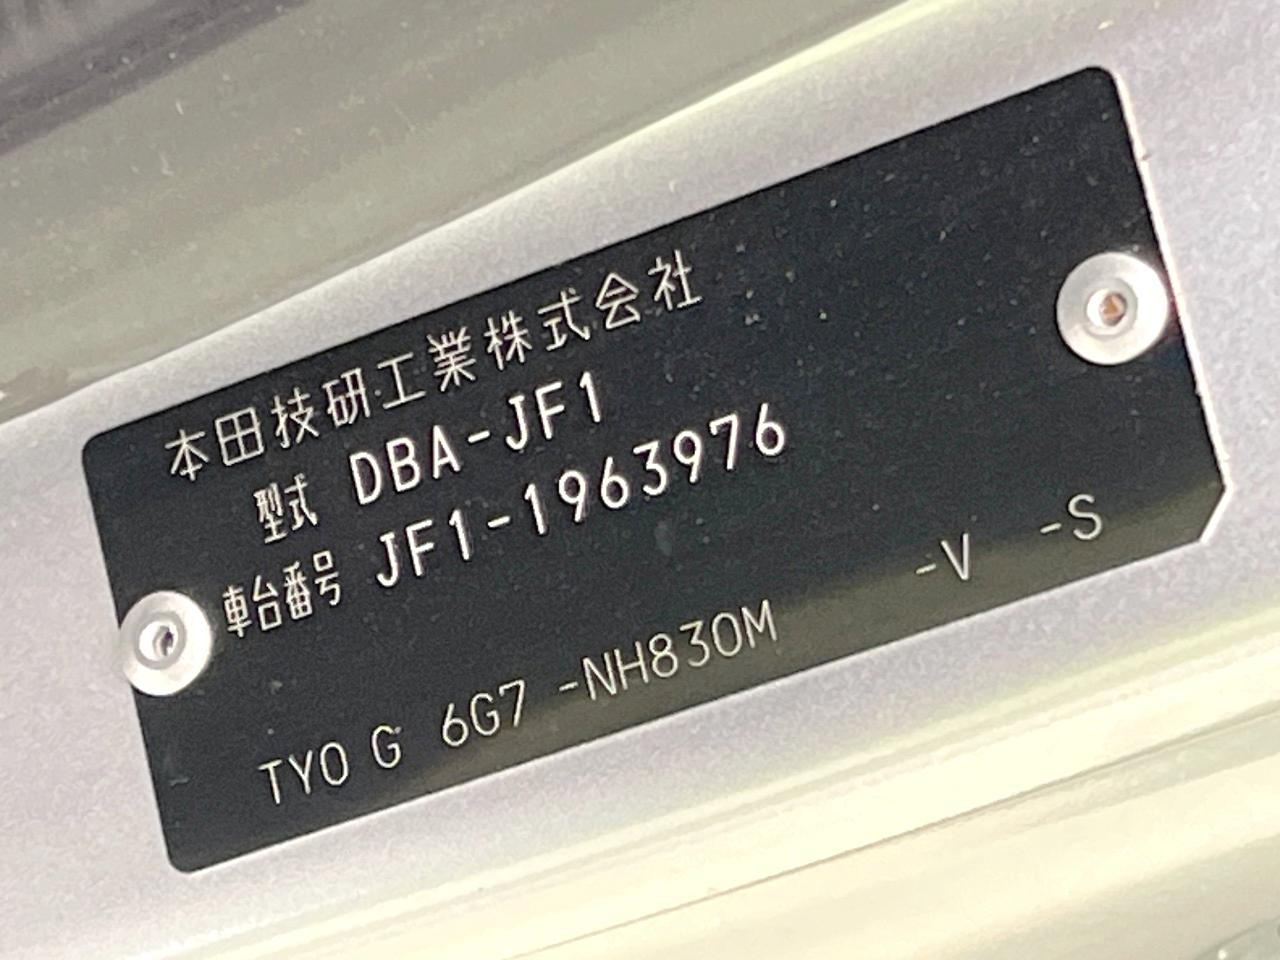 本田技研工業株式会社
型式 DBA-JF1
車台番号 JF1-1963976
-V -S
TYO G 6G7 -NH830M